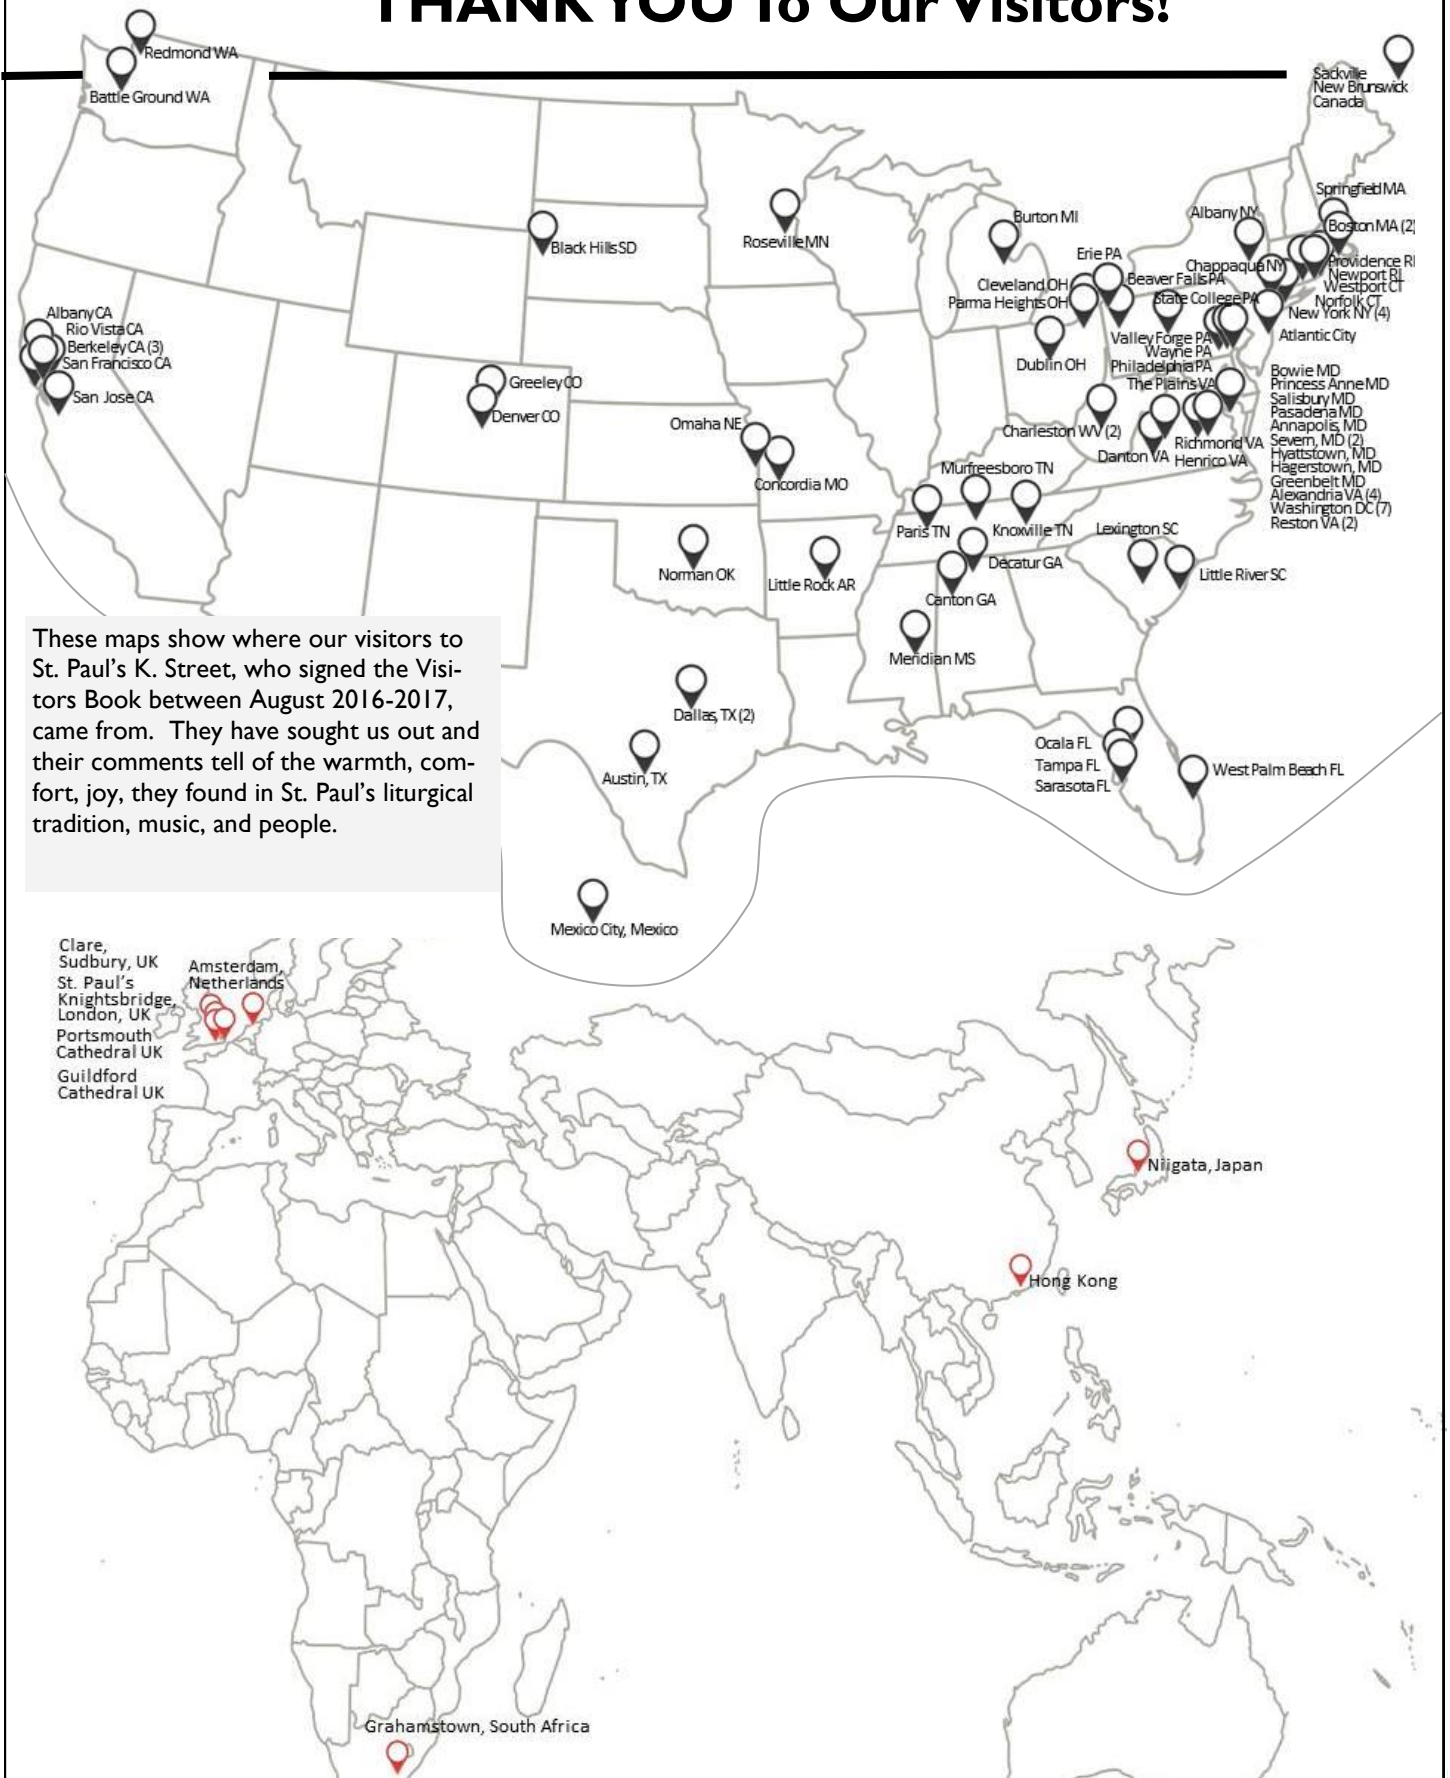 THANK YOU To Our Visitors!
Redmond WA
Battle Ground WA
Sackville
New Brunswick
Canada
Springfield MA
Albany NY
Boston MA (2)
Burton MI
Roseville MN
Black Hills SD
Erie PA
Chappaqua NY
Providence RI
Newport RI
Westport CT
Norfolk CT
New York NY (4)
Atlantic City
Cleveland OH
Parma Heights OH
Beaver Falls PA
State College PA
Valley Forge PA
Wayne PA
Philadelphia PA
The Plains VA
Dublin OH
Albany CA
Rio Vista CA
Berkeley CA (3)
San Francisco CA
San Jose CA
Greeley CO
Denver CO
Omaha NE
Concordia MO
Charleston WV (2)
Danton VA
Richmond VA
Henrico VA
Bowie MD
Princess Anne MD
Salisbury MD
Pasadena MD
Annapolis, MD
Severn, MD (2)
Hyattstown, MD
Hagerstown, MD
Greenbelt MD
Alexandria VA (4)
Washington DC (7)
Reston VA (2)
Murfreesboro TN
Paris TN
Knoxville TN
Lexington SC
Little River SC
Decatur GA
Canton GA
Norman OK
Little Rock AR
Meridian MS
Dallas, TX (2)
Austin, TX
Ocala FL
Tampa FL
Sarasota FL
West Palm Beach FL
Mexico City, Mexico
These maps show where our visitors to
St. Paul's K. Street, who signed the Visi-
tors Book between August 2016-2017,
came from.  They have sought us out and
their comments tell of the warmth, com-
fort, joy, they found in St. Paul's liturgical
tradition, music, and people.
Clare,
Sudbury, UK
St. Paul's
Knightsbridge,
London, UK
Portsmouth
Cathedral UK
Guildford
Cathedral UK
Amsterdam,
Netherlands
Niigata, Japan
Hong Kong
Grahamstown, South Africa